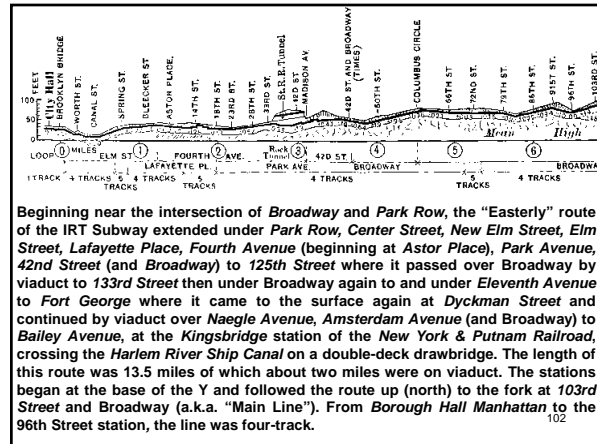 FEET
City Hall
BROOKLYN BRIDGE
WORTH ST.
CANAL ST.
SPRING ST.
BLEECKER ST.
ASTOR PLACE.
14TH ST.
18TH ST.
23RD ST.
28TH ST.
33RD ST.
St. R.R. Tunnel
42D ST.
MADISON AV.
42D ST. AND BROADWAY
(TIMES)
50TH ST.
COLUMBUS CIRCLE
66TH ST
72ND ST.
79TH ST.
86TH ST.
91ST ST.
96TH ST.
103RD ST
100
50
0
Mean High
0 MILES 1 2 3 4 5 6
LOOP ELM ST. FOURTH AVE. Rock Tunnel 42D ST.
LAFAYETTE PL. PARK AVE. BROADWAY BROADWA
1 TRACK 4 TRACKS 5 TRACKS 4 TRACKS 5 TRACKS 4 TRACKS 5 TRACKS 4 TRACKS
Beginning near the intersection of Broadway and Park Row, the “Easterly” route
of the IRT Subway extended under Park Row, Center Street, New Elm Street, Elm
Street, Lafayette Place, Fourth Avenue (beginning at Astor Place), Park Avenue,
42nd Street (and Broadway) to 125th Street where it passed over Broadway by
viaduct to 133rd Street then under Broadway again to and under Eleventh Avenue
to Fort George where it came to the surface again at Dyckman Street and
continued by viaduct over Naegle Avenue, Amsterdam Avenue (and Broadway) to
Bailey Avenue, at the Kingsbridge station of the New York & Putnam Railroad,
crossing the Harlem River Ship Canal on a double-deck drawbridge. The length of
this route was 13.5 miles of which about two miles were on viaduct. The stations
began at the base of the Y and followed the route up (north) to the fork at 103rd
Street and Broadway (a.k.a. “Main Line”). From Borough Hall Manhattan to the
96th Street station, the line was four-track.
102